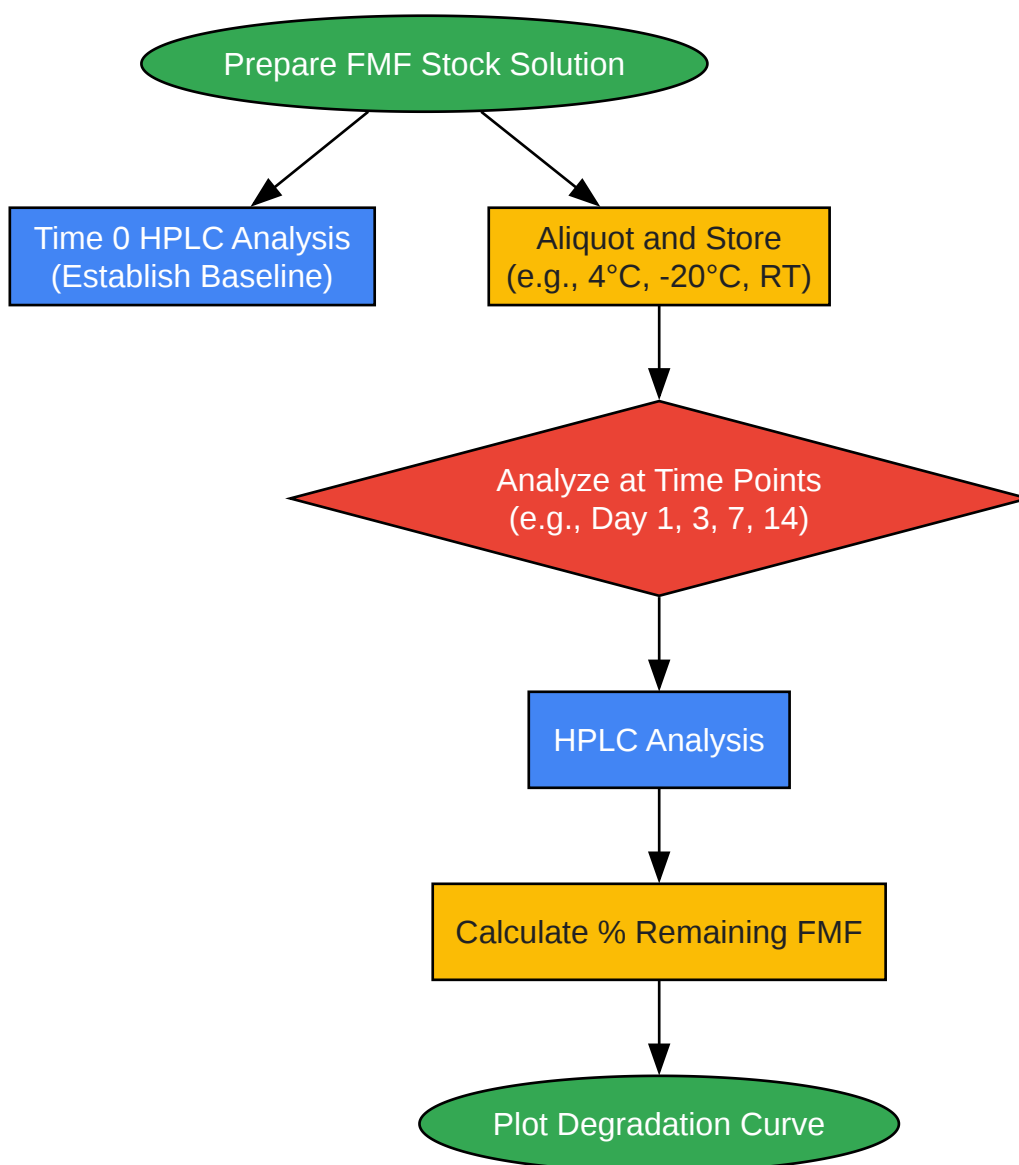 Prepare FMF Stock Solution
Time 0 HPLC Analysis
(Establish Baseline)
Aliquot and Store
(e.g., 4°C, -20°C, RT)
Analyze at Time Points
(e.g., Day 1, 3, 7, 14)
HPLC Analysis
Calculate % Remaining FMF
Plot Degradation Curve